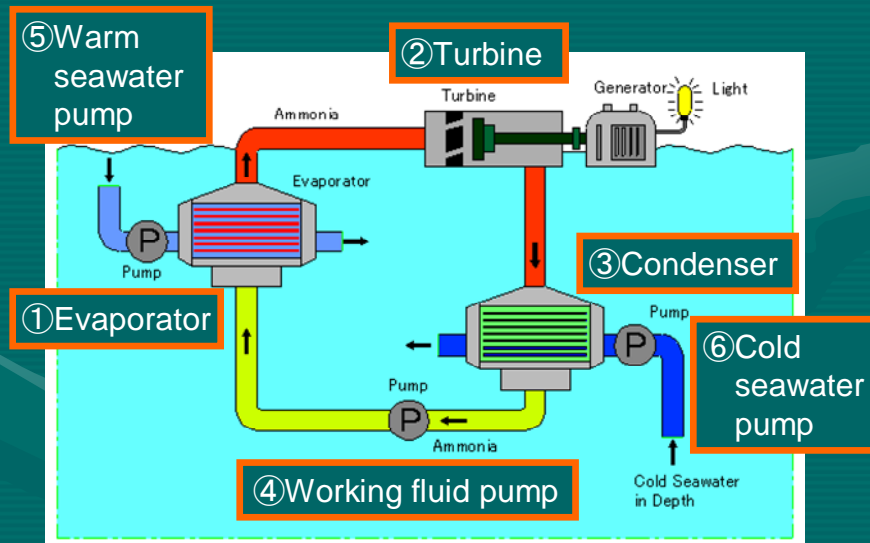 ⑤Warm
seawater
pump
②Turbine
Generator
Light
Turbine
Ammonia
Evaporator
P
Pump
③Condenser
①Evaporator
Pump
P
⑥Cold
seawater
pump
Pump
P
Ammonia
④Working fluid pump
Cold Seawater
in Depth